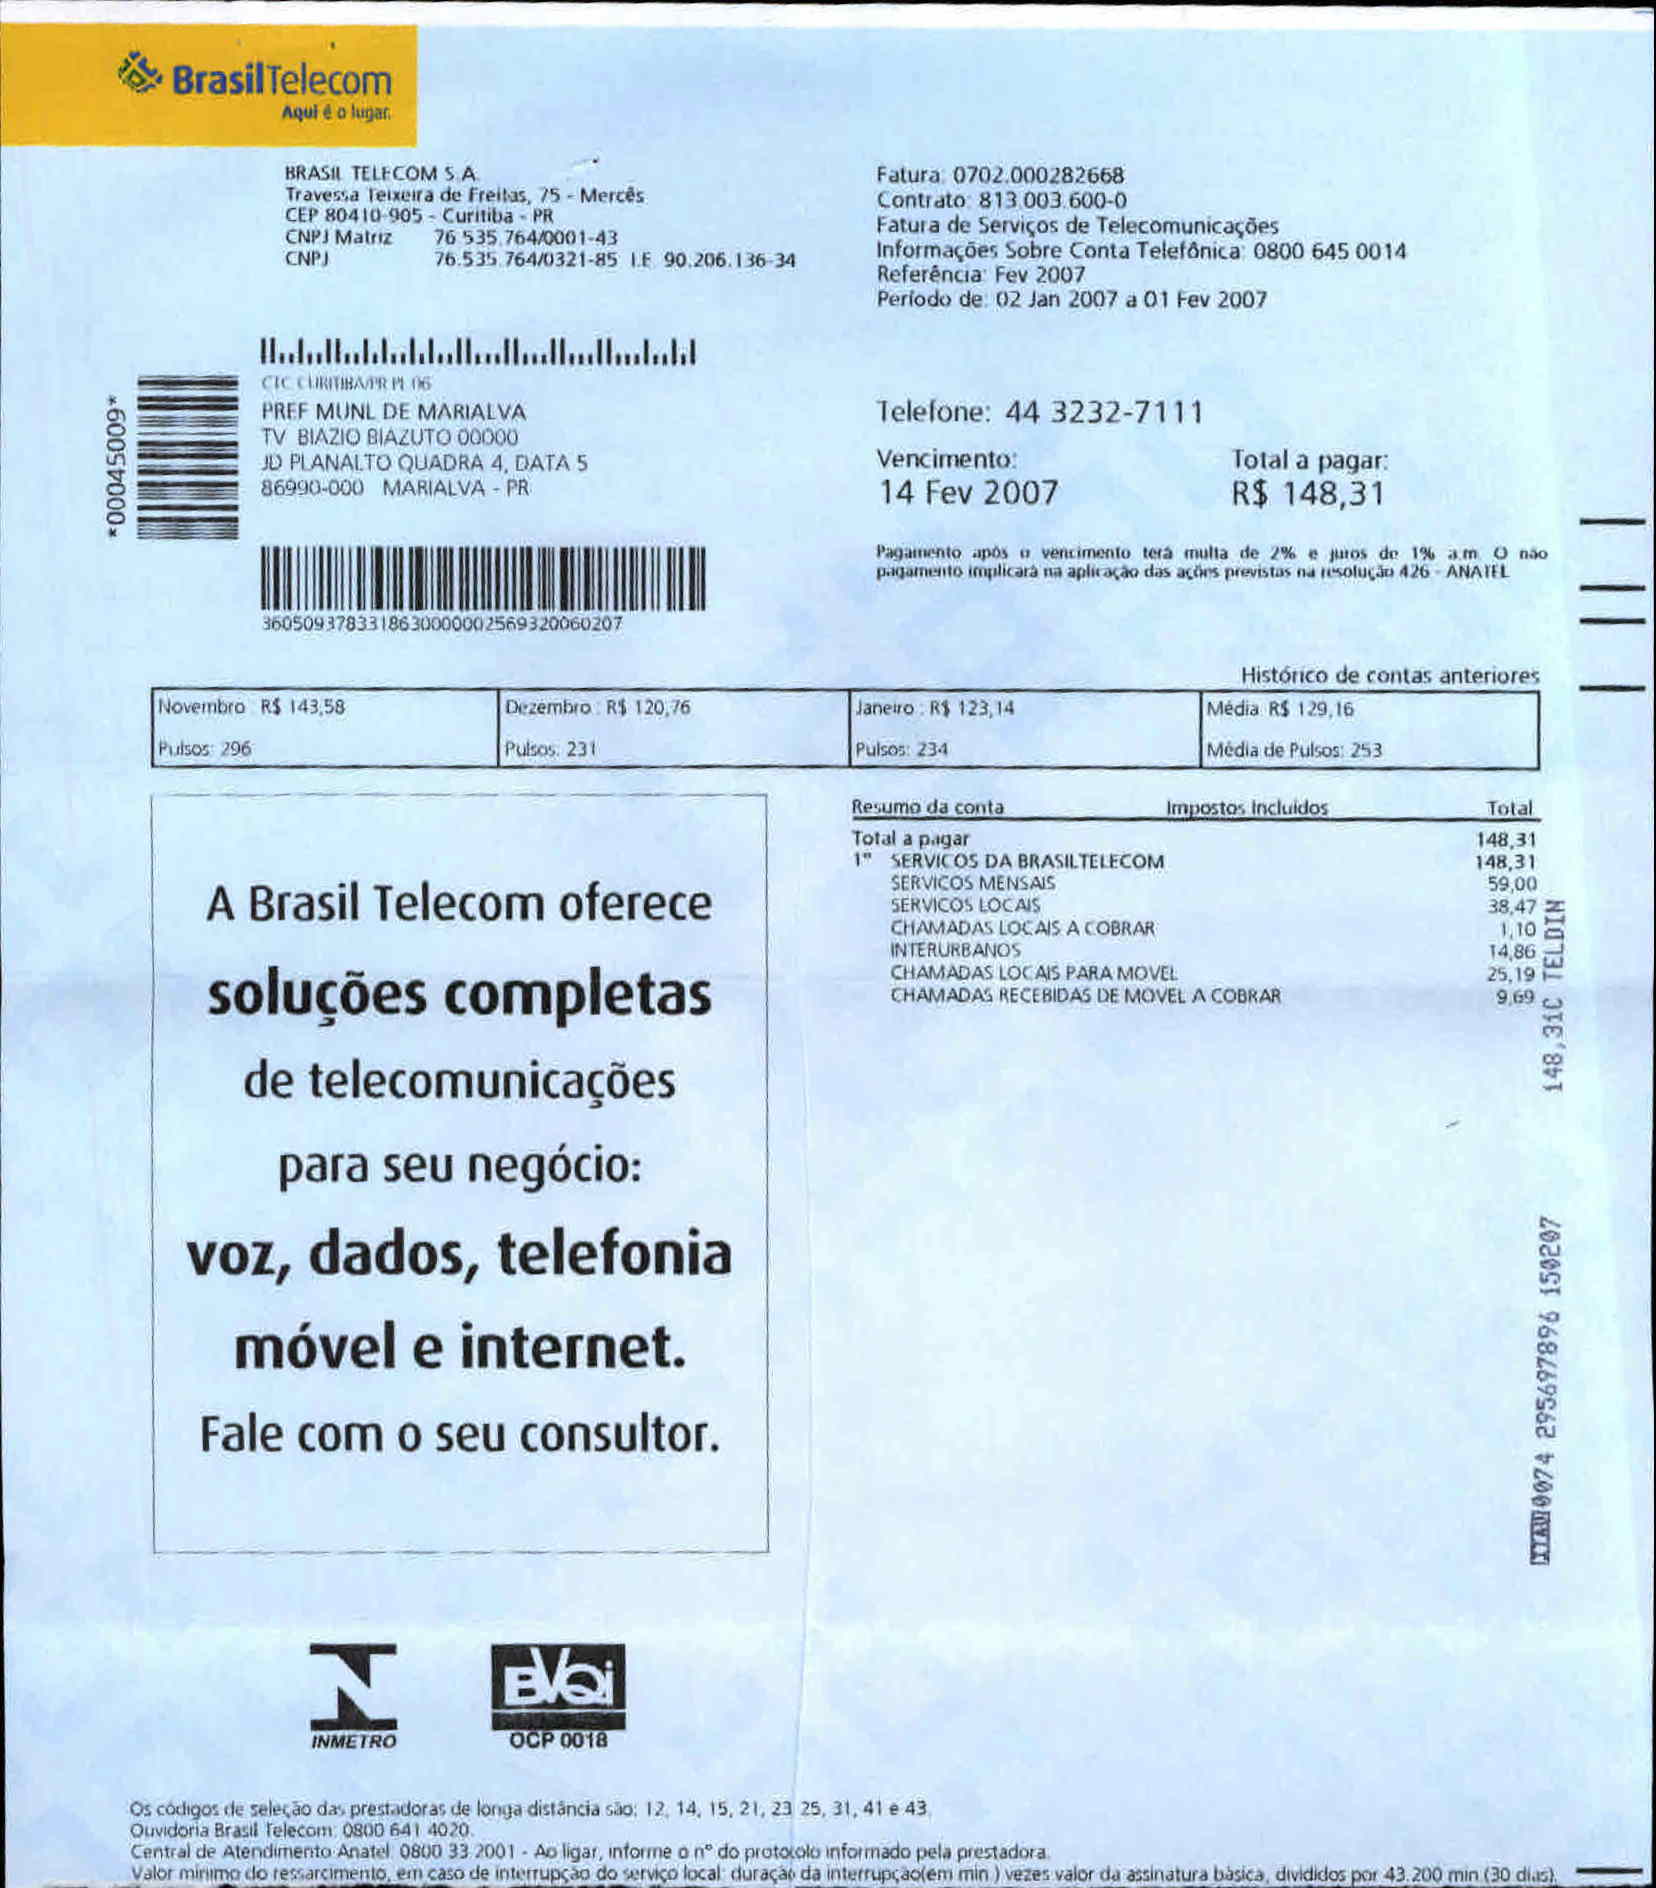 BrasilTelecom
Aqui é o lugar.
BRASIL TELECOM S.A.
Travessa Teixeira de Freitas, 75 - Mercês
CEP 80410-905 - Curitiba - PR
CNPJ Matriz 76.535.764/0001-43
CNPJ 76.535.764/0321-85 I.E. 90.206.136-34
Fatura: 0702.000282668
Contrato: 813.003.600-0
Fatura de Serviços de Telecomunicações
Informações Sobre Conta Telefônica: 0800 645 0014
Referência: Fev 2007
Período de: 02 Jan 2007 a 01 Fev 2007
CTC CURITIBA/PR PL 06
PREF MUNL DE MARIALVA
TV BIAZIO BIAZUTO 00000
JD PLANALTO QUADRA 4, DATA 5
86990-000 MARIALVA - PR
*00045009*
3605093783318630000002569320060207
Telefone: 44 3232-7111
Vencimento: Total a pagar:
14 Fev 2007 R$ 148,31
Pagamento após o vencimento terá multa de 2% e juros de 1% a.m. O não
pagamento implicará na aplicação das ações previstas na resolução 426 - ANATEL
Histórico de contas anteriores
Novembro : R$ 143,58 Dezembro : R$ 120,76 Janeiro : R$ 123,14 Média R$ 129,16
Pulsos: 296 Pulsos: 231 Pulsos: 234 Média de Pulsos: 253
A Brasil Telecom oferece
soluções completas
de telecomunicações
para seu negócio:
voz, dados, telefonia
móvel e internet.
Fale com o seu consultor.
Resumo da conta Impostos Incluidos Total
Total a pagar 148,31
1º SERVICOS DA BRASILTELECOM 148,31
SERVICOS MENSAIS 59,00
SERVICOS LOCAIS 38,47
CHAMADAS LOCAIS A COBRAR 1,10
INTERURBANOS 14,86
CHAMADAS LOCAIS PARA MOVEL 25,19
CHAMADAS RECEBIDAS DE MOVEL A COBRAR 9,69
0074 295697896 150207 148,31C TELDIN
INMETRO
BVQi
OCP 0018
Os códigos de seleção das prestadoras de longa distância são: 12, 14, 15, 21, 23 25, 31, 41 e 43.
Ouvidoria Brasil Telecom: 0800 641 4020.
Central de Atendimento Anatel: 0800 33 2001 - Ao ligar, informe o nº do protocolo informado pela prestadora.
Valor minimo do ressarcimento, em caso de interrupção do serviço local: duração da interrupção(em min.) vezes valor da assinatura básica, divididos por 43.200 min (30 dias).